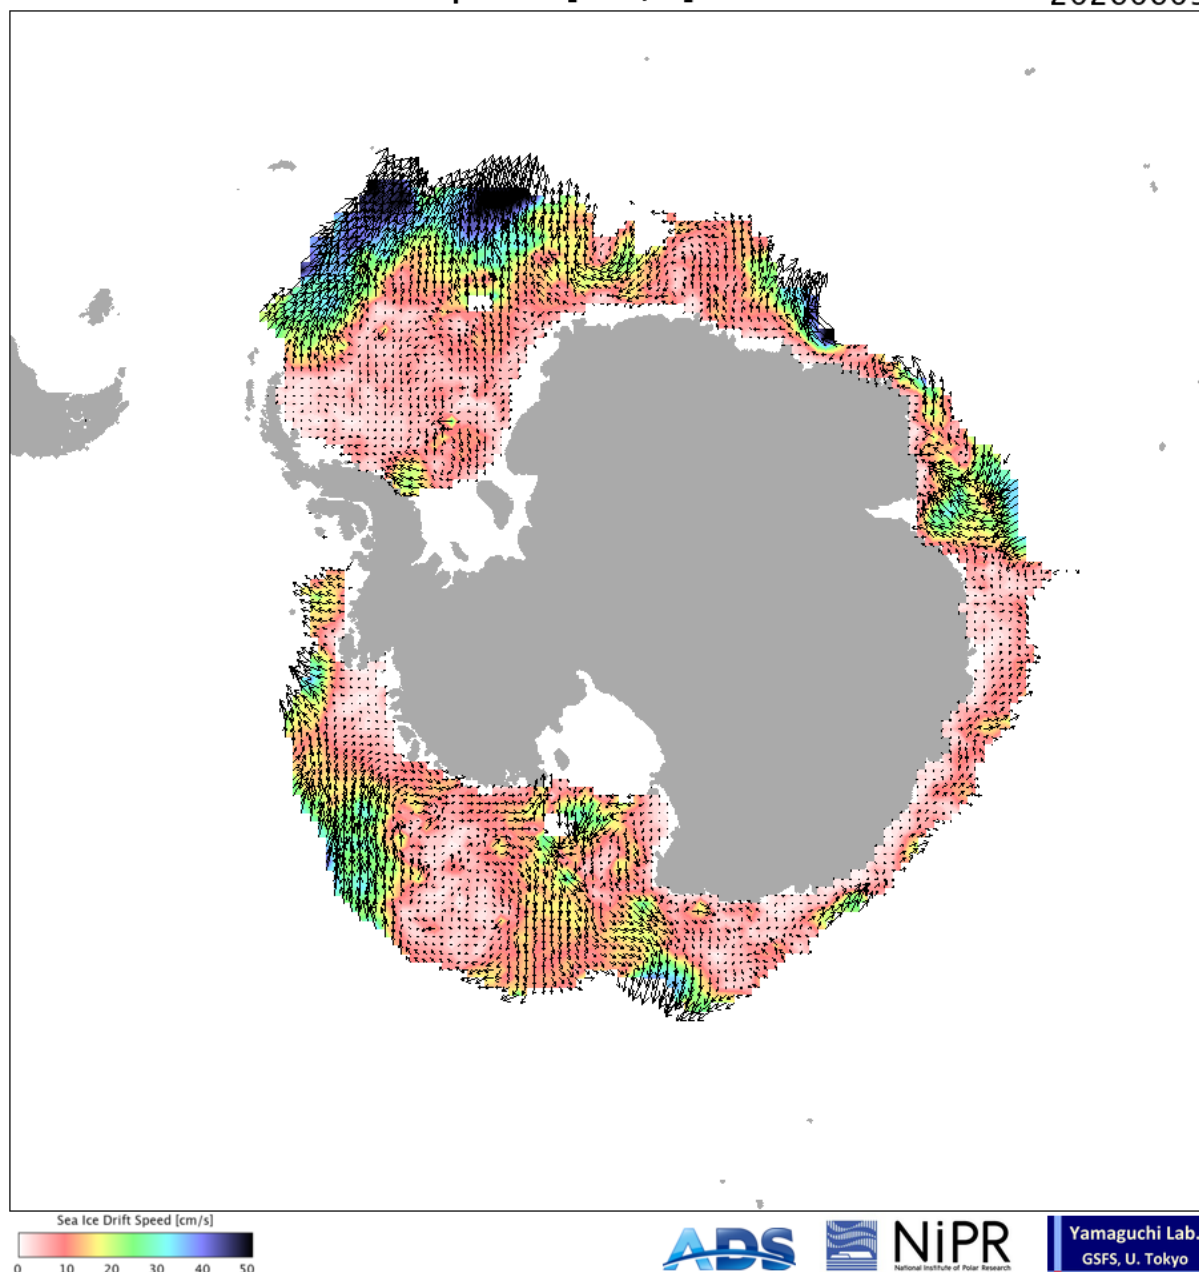 Sea Ice Drift Speed [cm/s]
0 10 20 30 40 50
ADS
NiPR
National Institute of Polar Research
Yamaguchi Lab.
GSFS, U. Tokyo